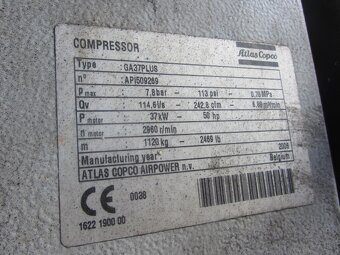 COMPRESSOR
Atlas Copco
Type : GA37PLUS
n° : API509269
P max : 7,8bar — 113 psi — 0,78 MPa
Qv : 114,6l/s — 242,8 cfm — 6,88 m³/min
P motor : 37kW — 50 hp
n motor : 2960 r/min
m : 1120 kg — 2469 lb
Manufacturing year : 2009
ATLAS COPCO AIRPOWER n.v. Belgium
CE 0038
1622 1900 00